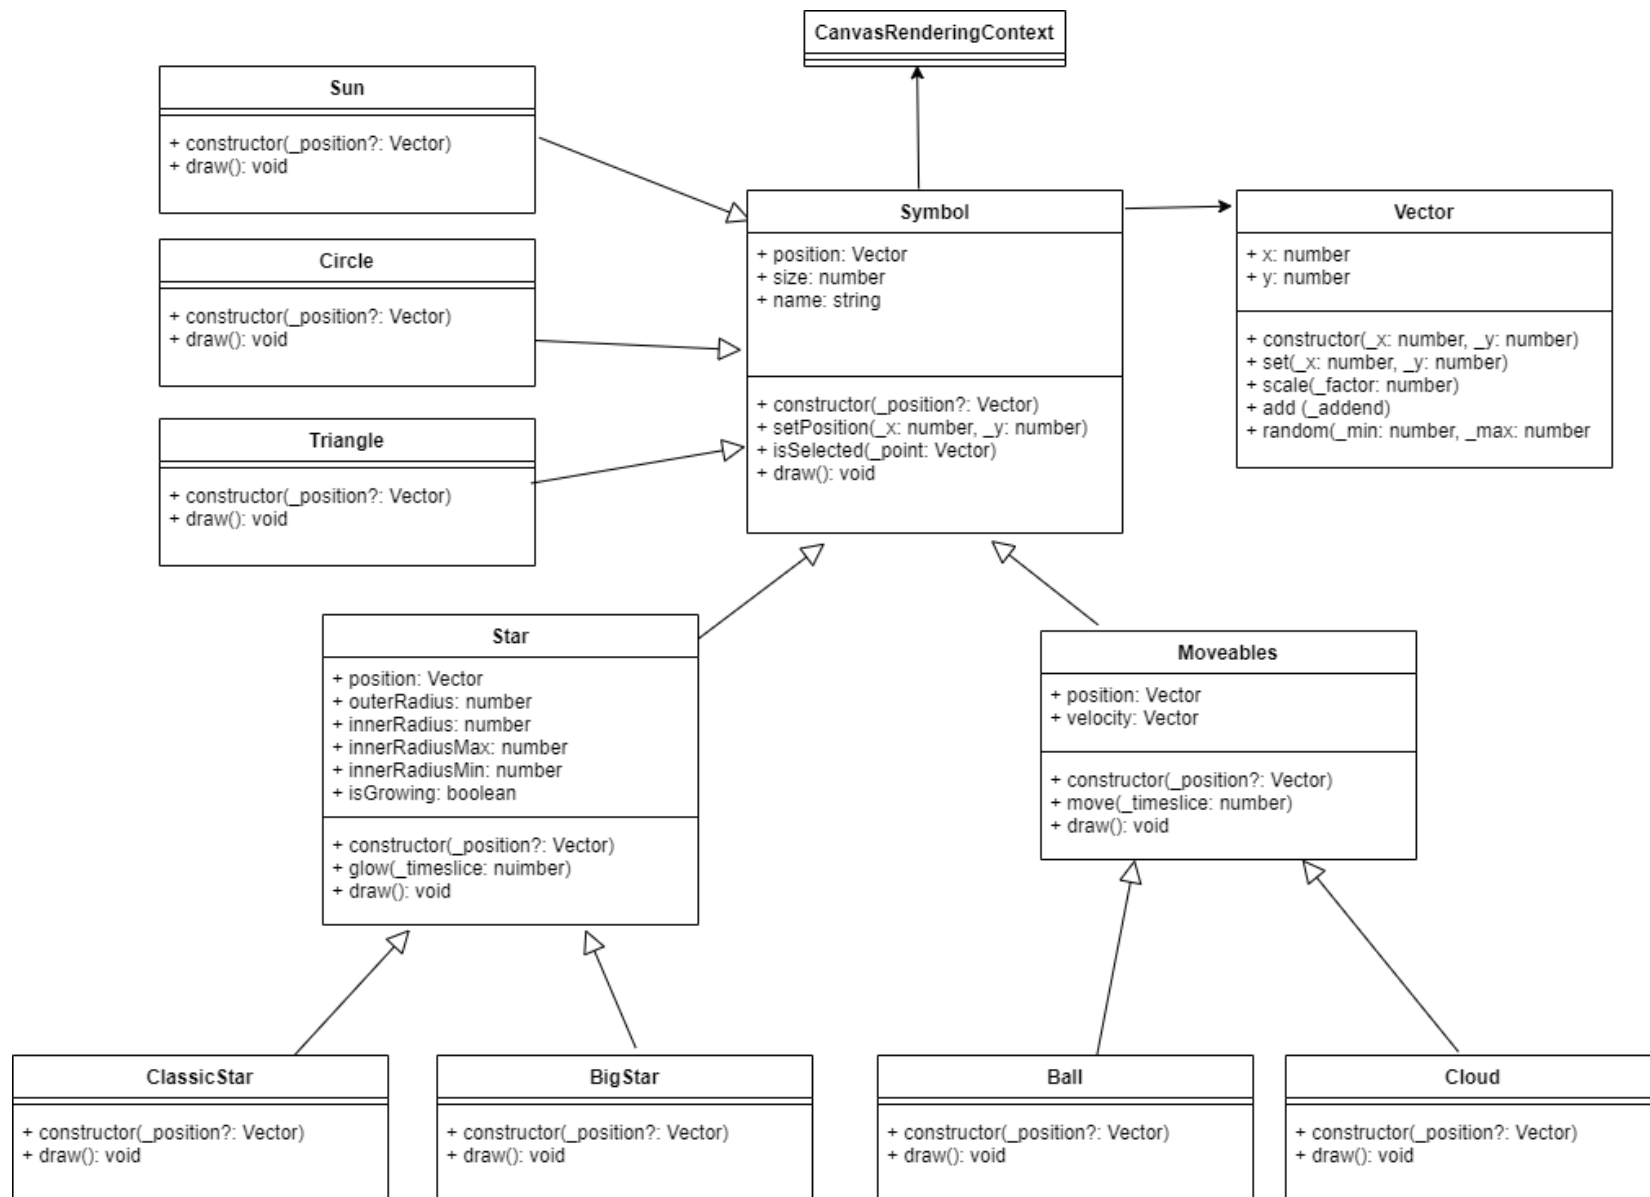 CanvasRenderingContext
Sun
+ constructor(_position?: Vector)
+ draw(): void
Circle
+ constructor(_position?: Vector)
+ draw(): void
Triangle
+ constructor(_position?: Vector)
+ draw(): void
Symbol
+ position: Vector
+ size: number
+ name: string
+ constructor(_position?: Vector)
+ setPosition(_x: number, _y: number)
+ isSelected(_point: Vector)
+ draw(): void
Vector
+ x: number
+ y: number
+ constructor(_x: number, _y: number)
+ set(_x: number, _y: number)
+ scale(_factor: number)
+ add (_addend)
+ random(_min: number, _max: number
Star
+ position: Vector
+ outerRadius: number
+ innerRadius: number
+ innerRadiusMax: number
+ innerRadiusMin: number
+ isGrowing: boolean
+ constructor(_position?: Vector)
+ glow(_timeslice: nuimber)
+ draw(): void
Moveables
+ position: Vector
+ velocity: Vector
+ constructor(_position?: Vector)
+ move(_timeslice: number)
+ draw(): void
ClassicStar
+ constructor(_position?: Vector)
+ draw(): void
BigStar
+ constructor(_position?: Vector)
+ draw(): void
Ball
+ constructor(_position?: Vector)
+ draw(): void
Cloud
+ constructor(_position?: Vector)
+ draw(): void